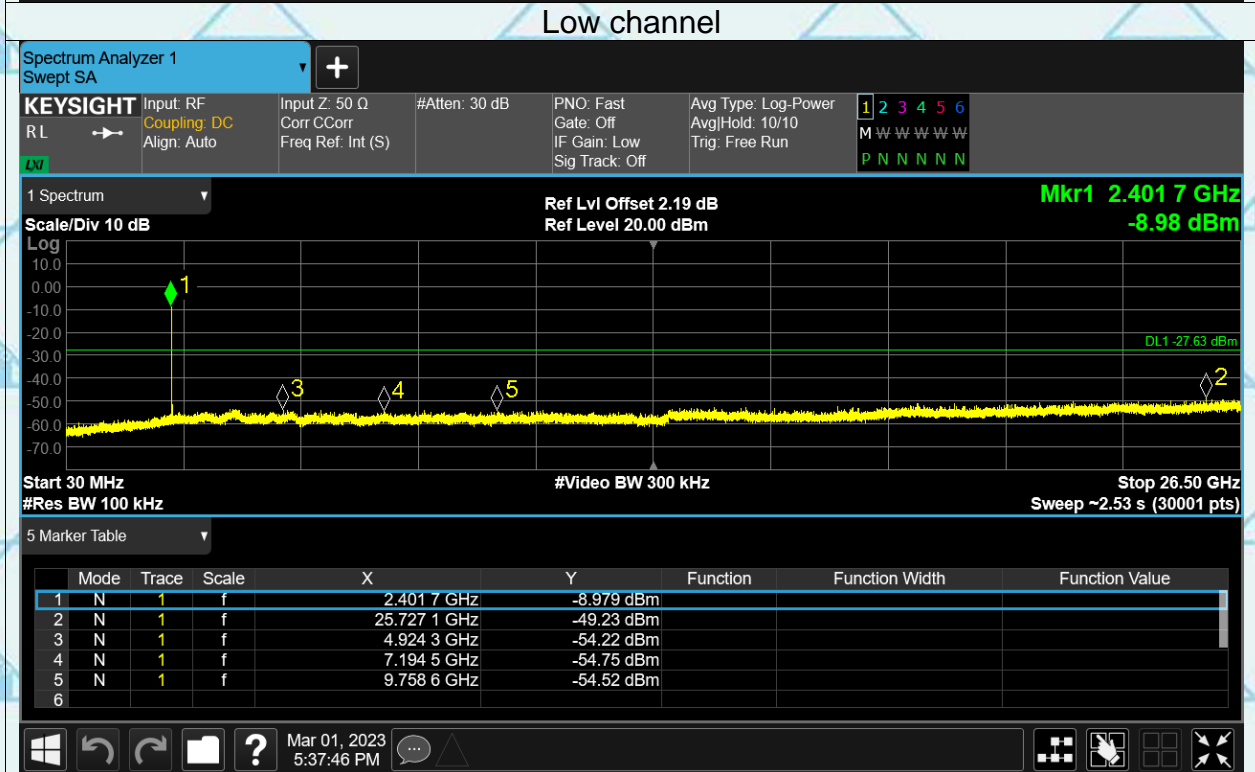 Low channel
Spectrum Analyzer 1
Swept SA
KEYSIGHT Input: RF Input Z: 50 Ω #Atten: 30 dB PNO: Fast Avg Type: Log-Power 1 2 3 4 5 6
R L Coupling: DC Corr CCorr Gate: Off Avg|Hold: 10/10 M W W W W W
Align: Auto Freq Ref: Int (S) IF Gain: Low Trig: Free Run
LXI Sig Track: Off P N N N N N
1 Spectrum Ref Lvl Offset 2.19 dB Mkr1 2.401 7 GHz
Scale/Div 10 dB Ref Level 20.00 dBm -8.98 dBm
Log
10.0
0.00 1
-10.0
-20.0
DL1 -27.63 dBm
-30.0
-40.0 3 4 5 2
-50.0
-60.0
-70.0
Start 30 MHz #Video BW 300 kHz Stop 26.50 GHz
#Res BW 100 kHz Sweep ~2.53 s (30001 pts)
5 Marker Table
Mode Trace Scale X Y Function Function Width Function Value
1 N 1 f 2.401 7 GHz -8.979 dBm
2 N 1 f 25.727 1 GHz -49.23 dBm
3 N 1 f 4.924 3 GHz -54.22 dBm
4 N 1 f 7.194 5 GHz -54.75 dBm
5 N 1 f 9.758 6 GHz -54.52 dBm
6
? Mar 01, 2023
5:37:46 PM